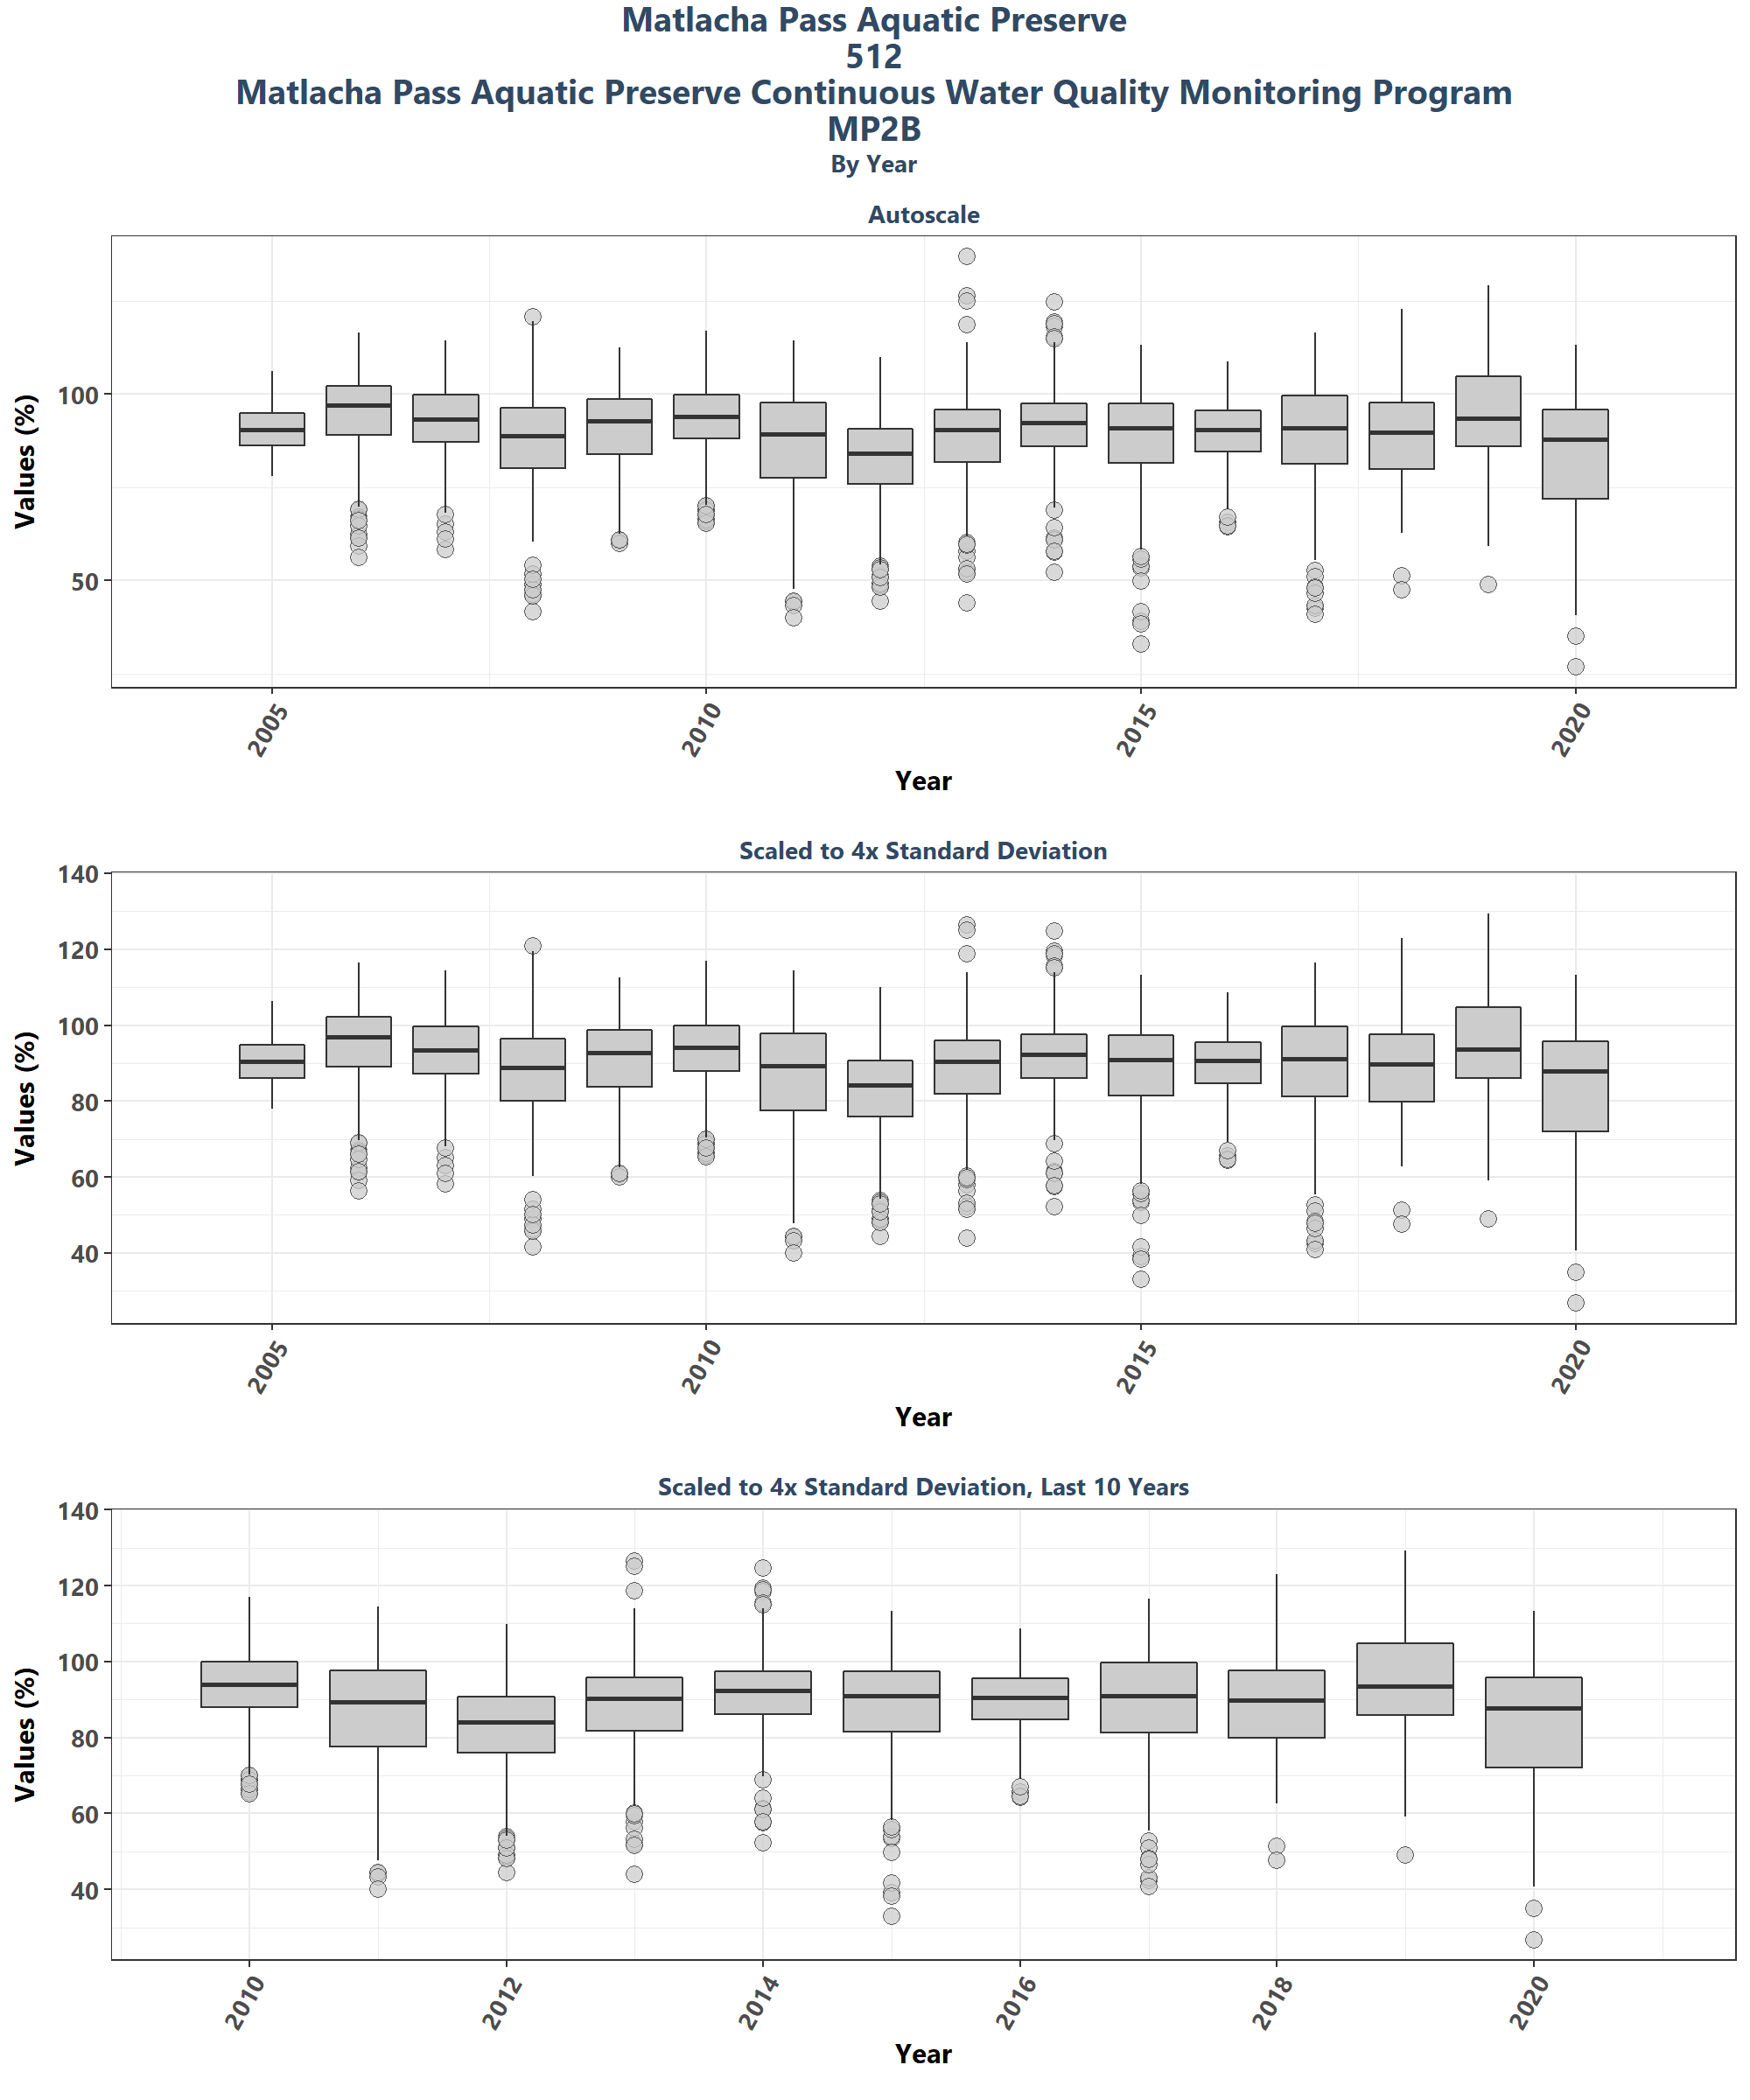 Matlacha Pass Aquatic Preserve
512
Matlacha Pass Aquatic Preserve Continuous Water Quality Monitoring Program
MP2B
By Year
Autoscale
Values (%)
100
50
2005 2010 2015 2020
Year
Scaled to 4x Standard Deviation
Values (%)
140
120
100
80
60
40
2005 2010 2015 2020
Year
Scaled to 4x Standard Deviation, Last 10 Years
Values (%)
140
120
100
80
60
40
2010 2012 2014 2016 2018 2020
Year